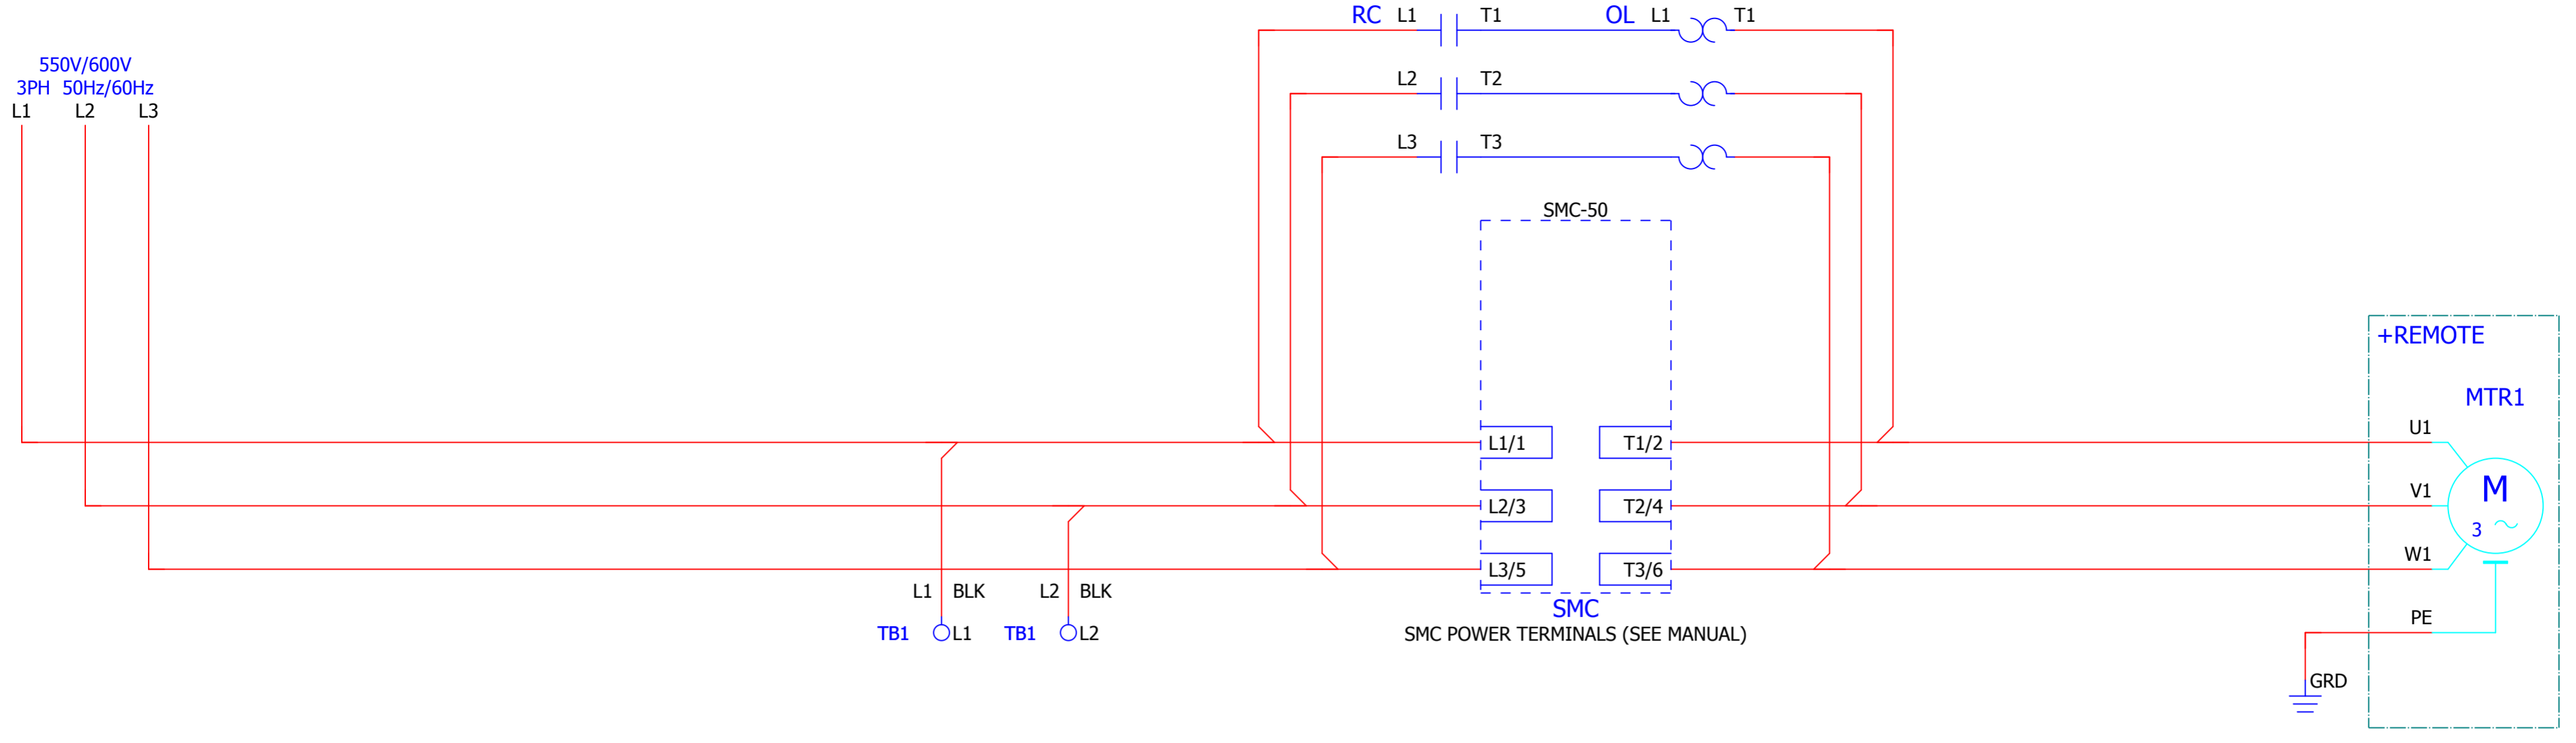 RC L1 T1 OL L1 T1
550V/600V
3PH 50Hz/60Hz
L1 L2 L3
L2 T2
L3 T3
SMC-50
+REMOTE
MTR1
U1
L1/1 T1/2
V1
M
3
L2/3 T2/4
W1
L3/5 T3/6
L1 BLK L2 BLK
SMC
PE
TB1 L1 TB1 L2
SMC POWER TERMINALS (SEE MANUAL)
GRD